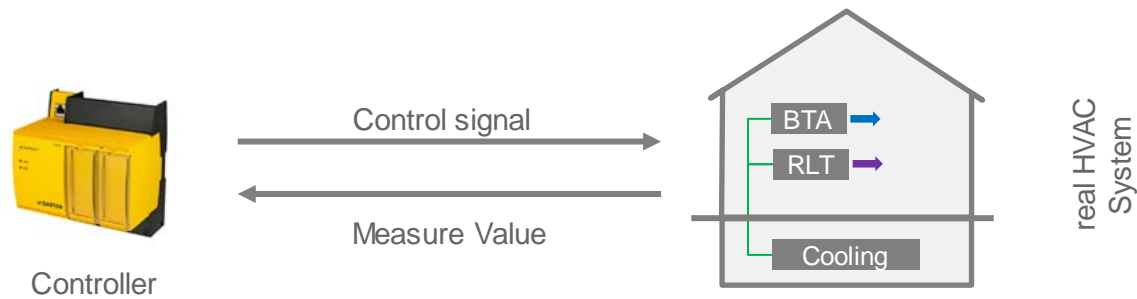 Control signal
Measure Value
Controller
BTA
RLT
Cooling
real HVAC
System